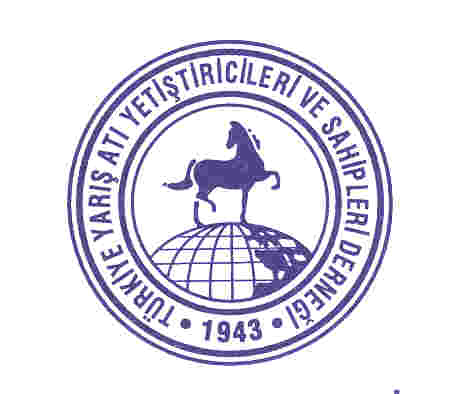 TÜRKİYE YARIŞ ATI YETİŞTİRİCİLERİ VE SAHİPLERİ DERNEĞİ
• 1943 •